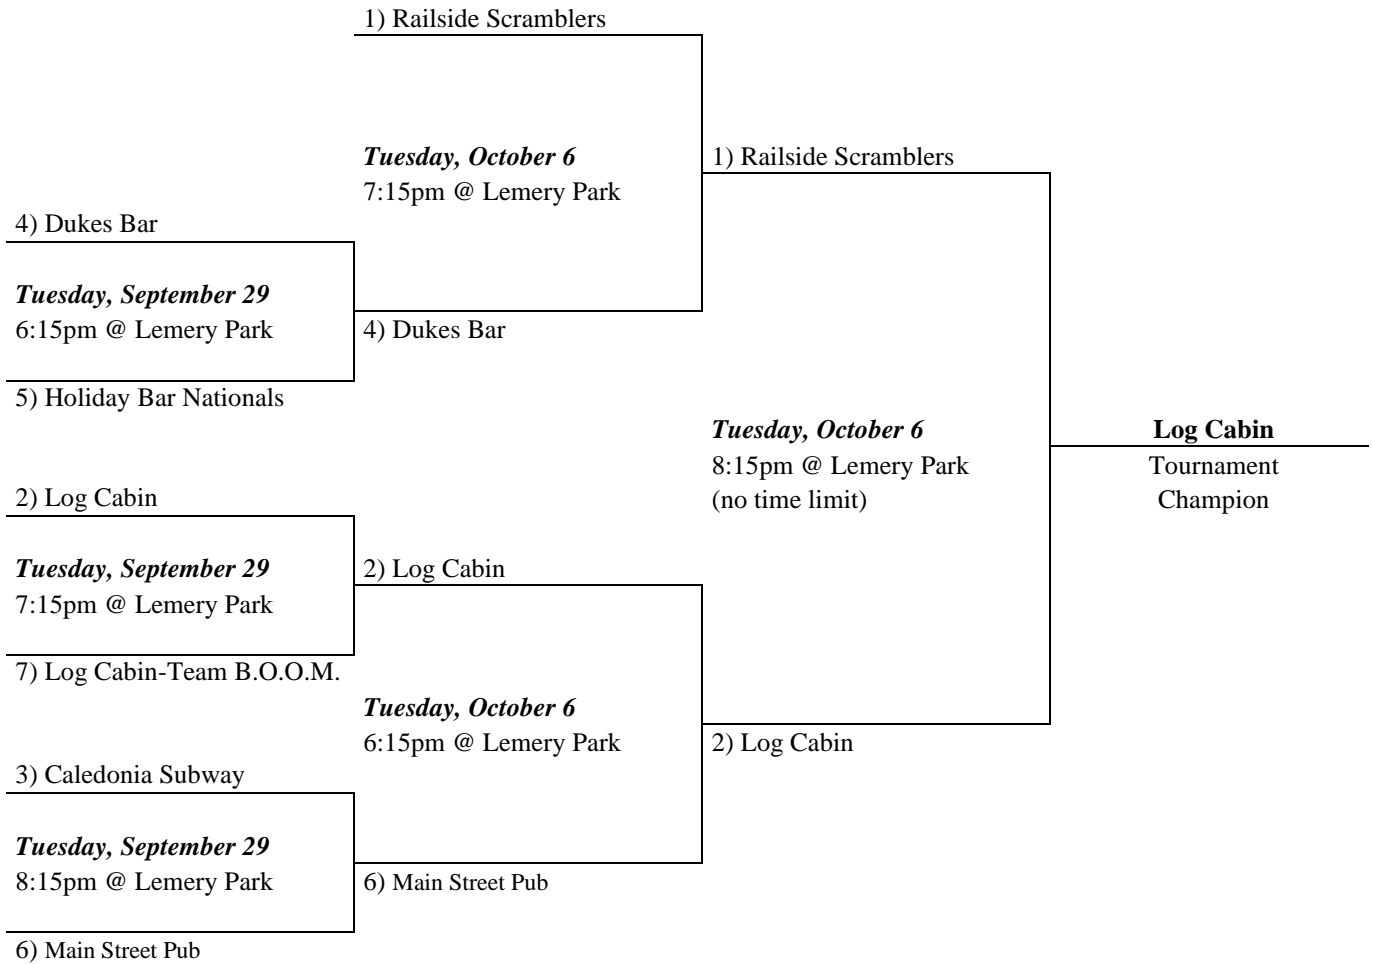 1) Railside Scramblers
Tuesday, October 6
7:15pm @ Lemery Park
1) Railside Scramblers
4) Dukes Bar
Tuesday, September 29
6:15pm @ Lemery Park
4) Dukes Bar
5) Holiday Bar Nationals
Tuesday, October 6
8:15pm @ Lemery Park
(no time limit)
Log Cabin
Tournament
Champion
2) Log Cabin
Tuesday, September 29
7:15pm @ Lemery Park
2) Log Cabin
7) Log Cabin-Team B.O.O.M.
Tuesday, October 6
6:15pm @ Lemery Park
2) Log Cabin
3) Caledonia Subway
Tuesday, September 29
8:15pm @ Lemery Park
6) Main Street Pub
6) Main Street Pub